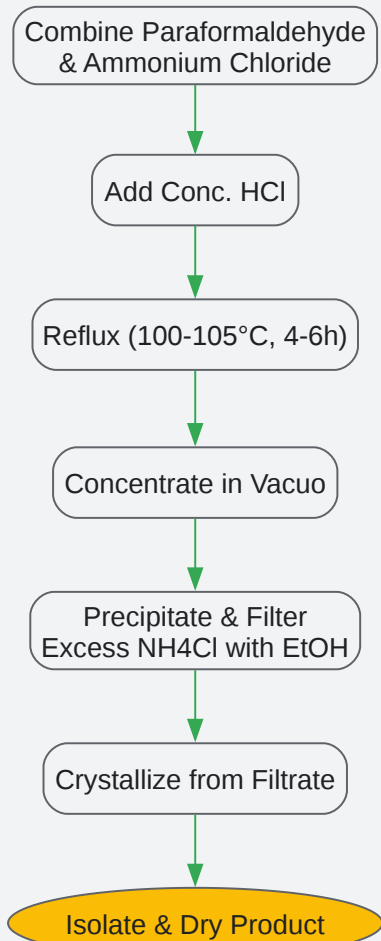 Combine Paraformaldehyde
& Ammonium Chloride
Add Conc. HCl
Reflux (100-105°C, 4-6h)
Concentrate in Vacuo
Precipitate & Filter
Excess NH4Cl with EtOH
Crystallize from Filtrate
Isolate & Dry Product